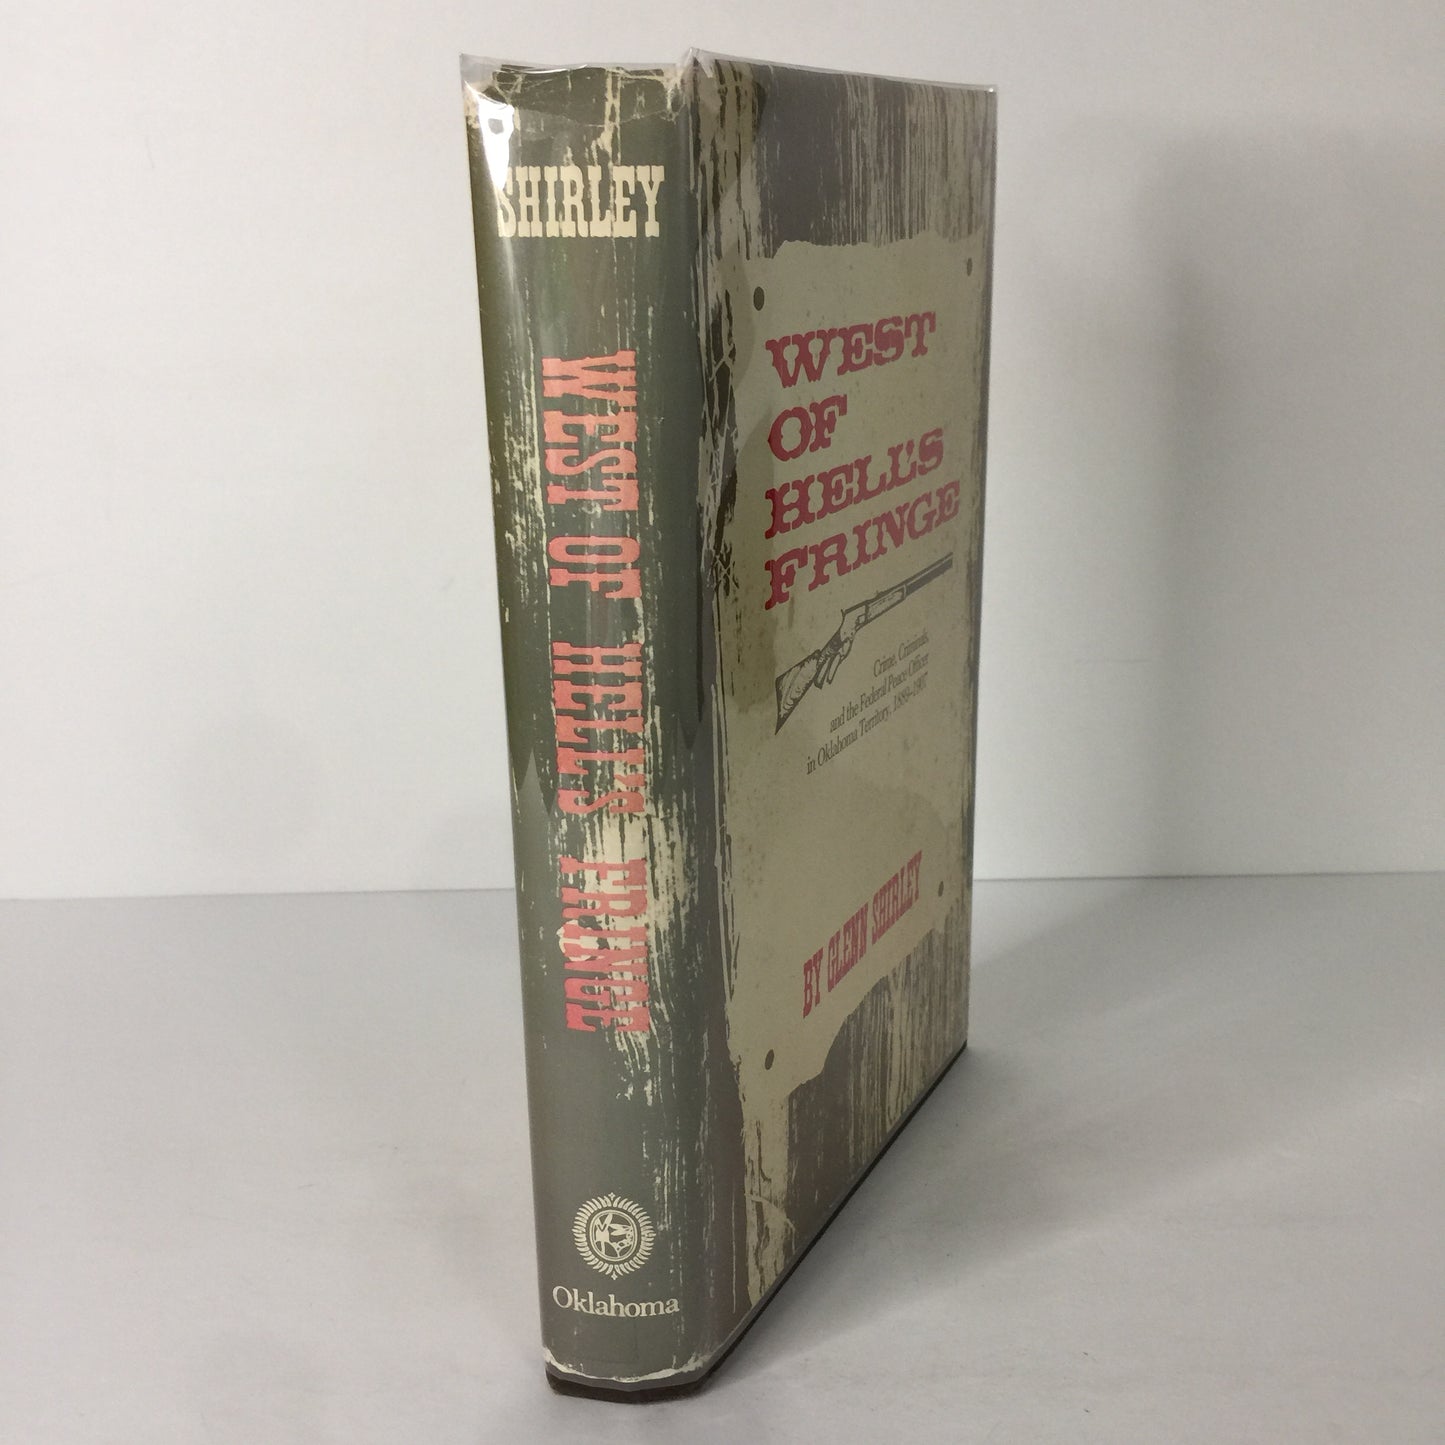 SHIRLEY
WEST OF HELL'S FRINGE
Oklahoma
WEST
OF
HELL'S
FRINGE
Crime, Criminals,
and the Federal Peace Officer
in Oklahoma Territory, 1889–1907
BY GLENN SHIRLEY